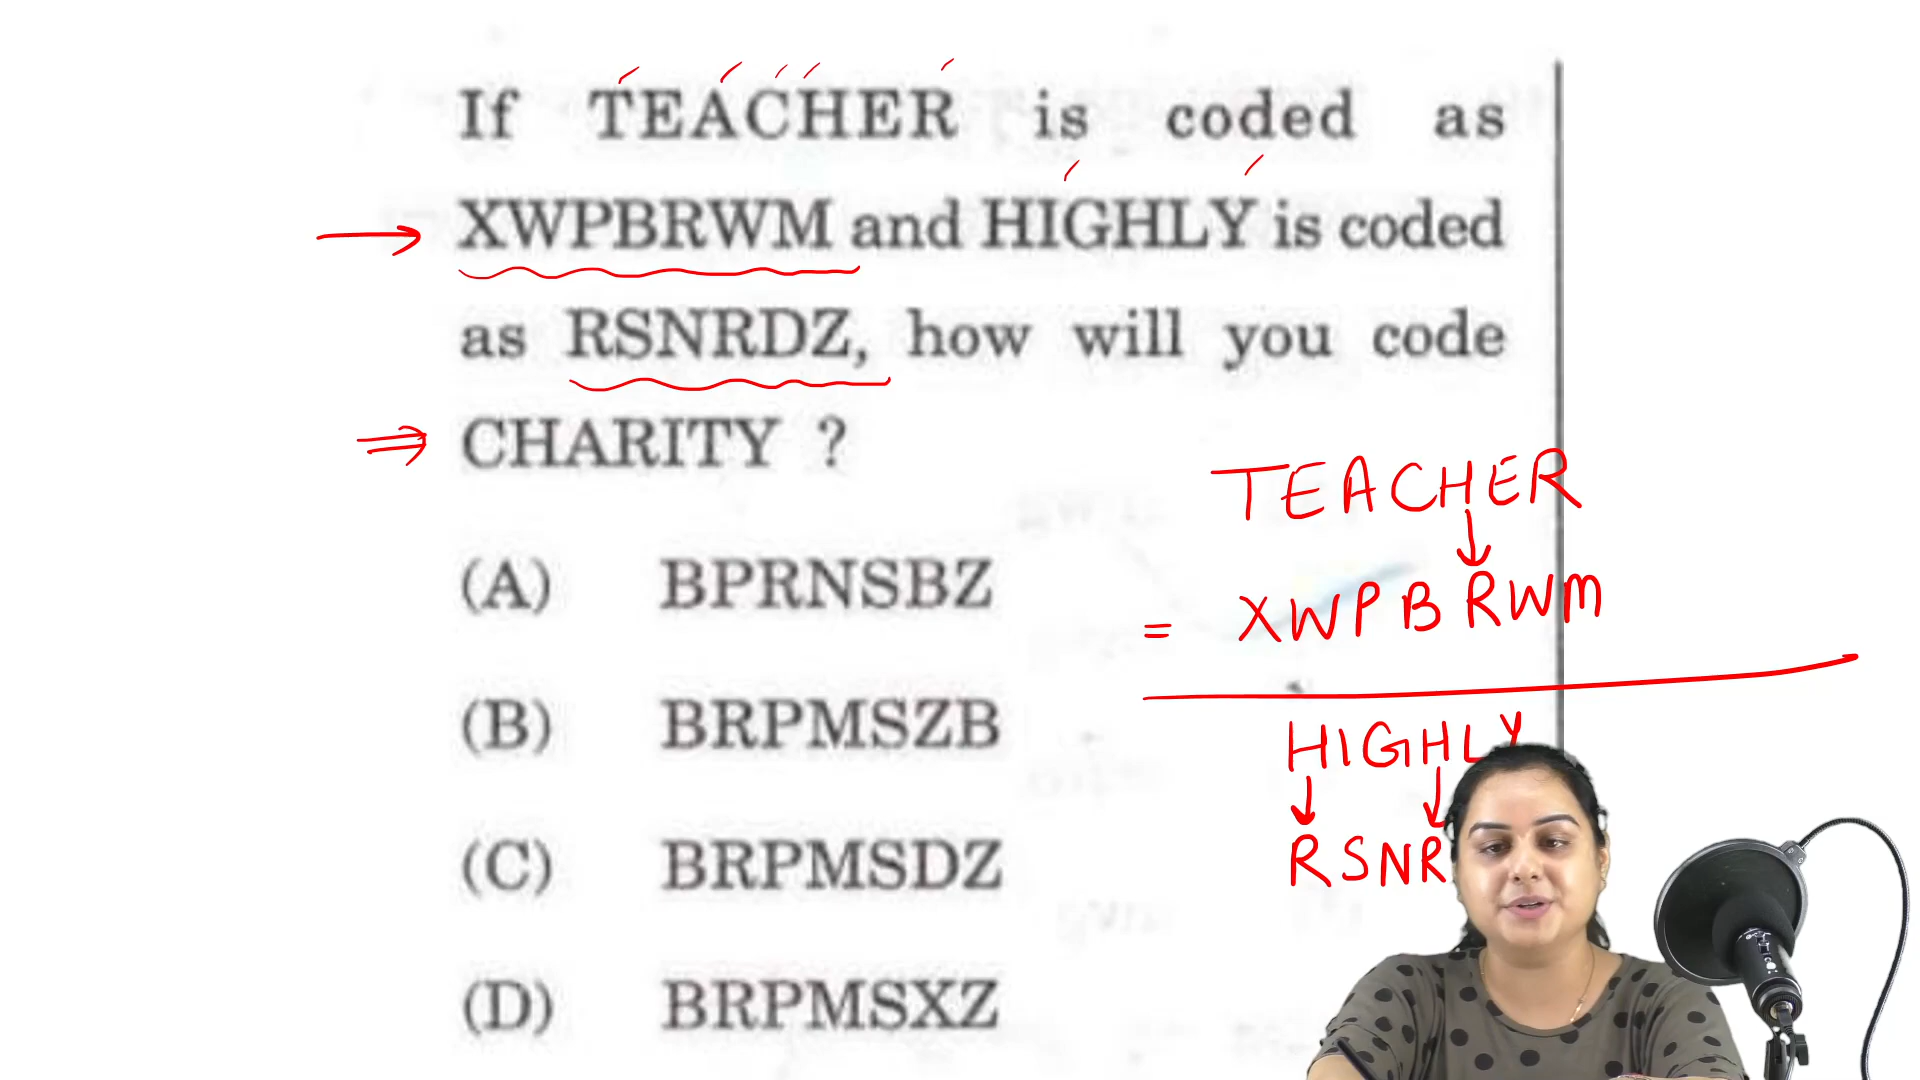 If TEACHER is coded as
XWPBRWM and HIGHLY is coded
as RSNRDZ, how will you code
CHARITY ?
(A) BPRNSBZ
(B) BRPMSZB
(C) BRPMSDZ
(D) BRPMSXZ
TEACHER
= XWPBRWM
HIGHLY
RSNR